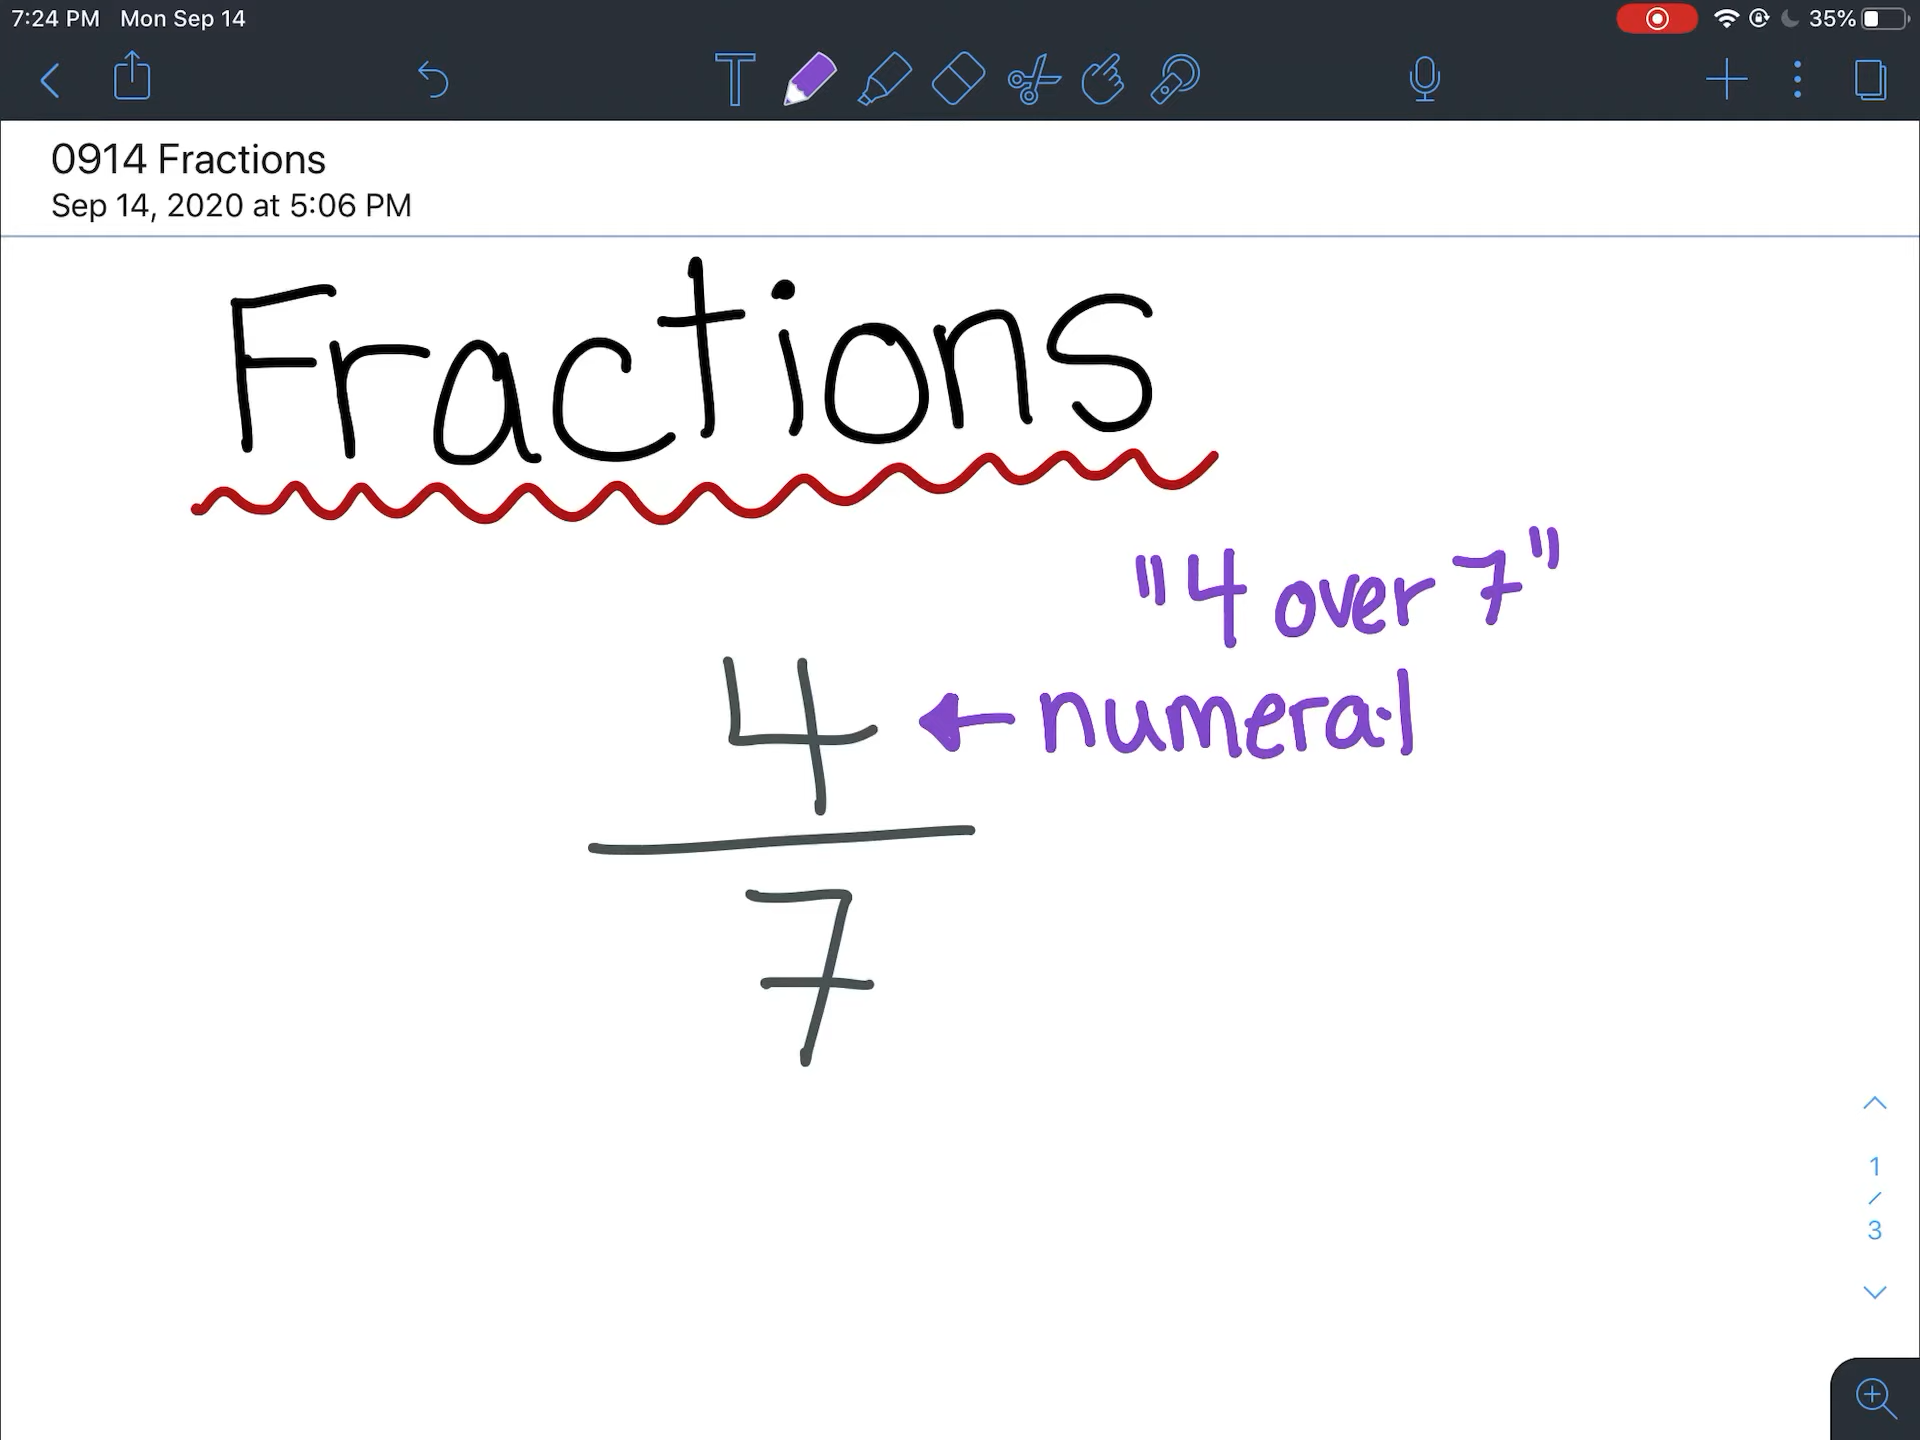 7:24 PM Mon Sep 14 35%
T
0914 Fractions
Sep 14, 2020 at 5:06 PM
Fractions
"4 over 7"
4 ← numeral
7
1
/
3